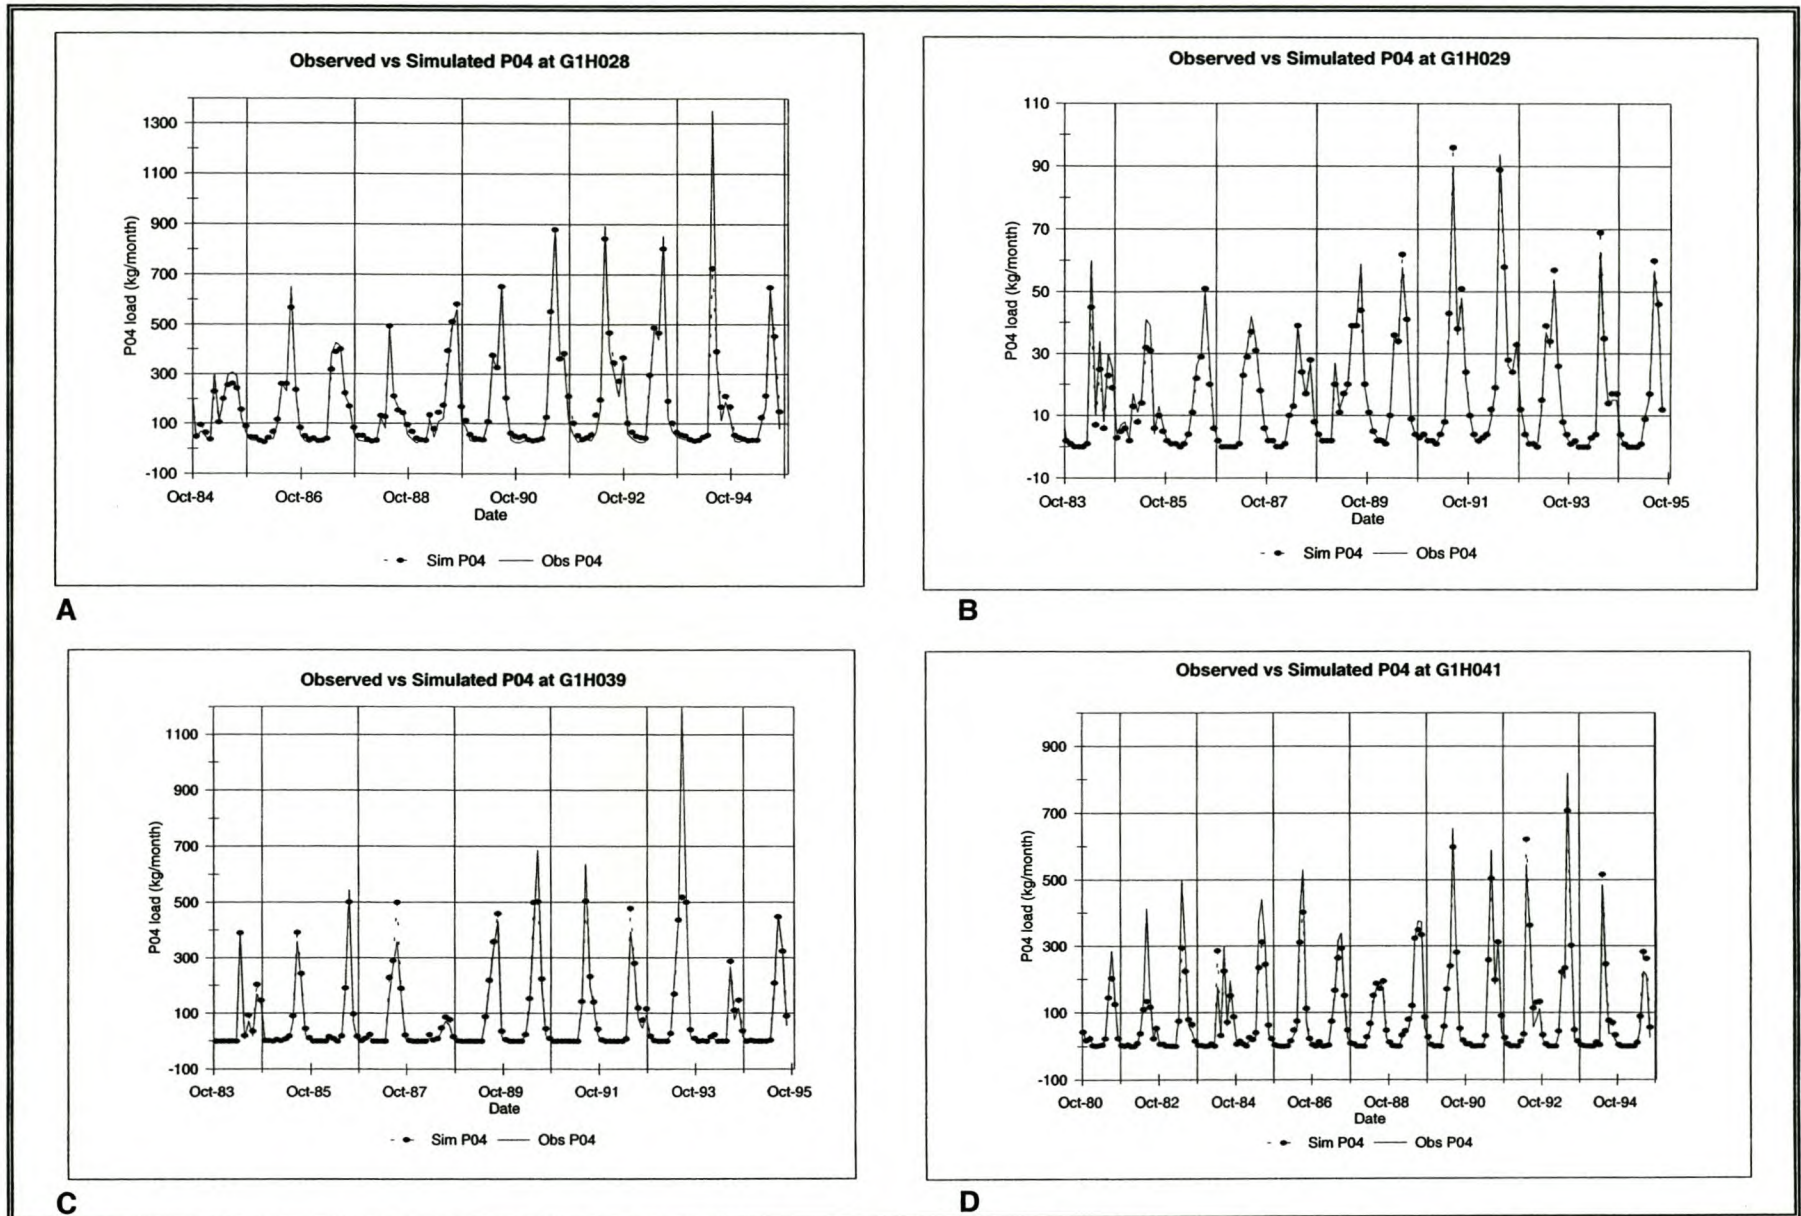 Observed vs Simulated P04 at G1H028
P04 load (kg/month)
1300
1100
900
700
500
300
100
-100
Oct-84 Oct-86 Oct-88 Oct-90 Oct-92 Oct-94
Date
Sim P04 Obs P04
A
Observed vs Simulated P04 at G1H029
P04 load (kg/month)
110
90
70
50
30
10
-10
Oct-83 Oct-85 Oct-87 Oct-89 Oct-91 Oct-93 Oct-95
Date
Sim P04 Obs P04
B
Observed vs Simulated P04 at G1H039
P04 load (kg/month)
1100
900
700
500
300
100
-100
Oct-83 Oct-85 Oct-87 Oct-89 Oct-91 Oct-93 Oct-95
Date
Sim P04 Obs P04
C
Observed vs Simulated P04 at G1H041
P04 load (kg/month)
900
700
500
300
100
-100
Oct-80 Oct-82 Oct-84 Oct-86 Oct-88 Oct-90 Oct-92 Oct-94
Date
Sim P04 Obs P04
D